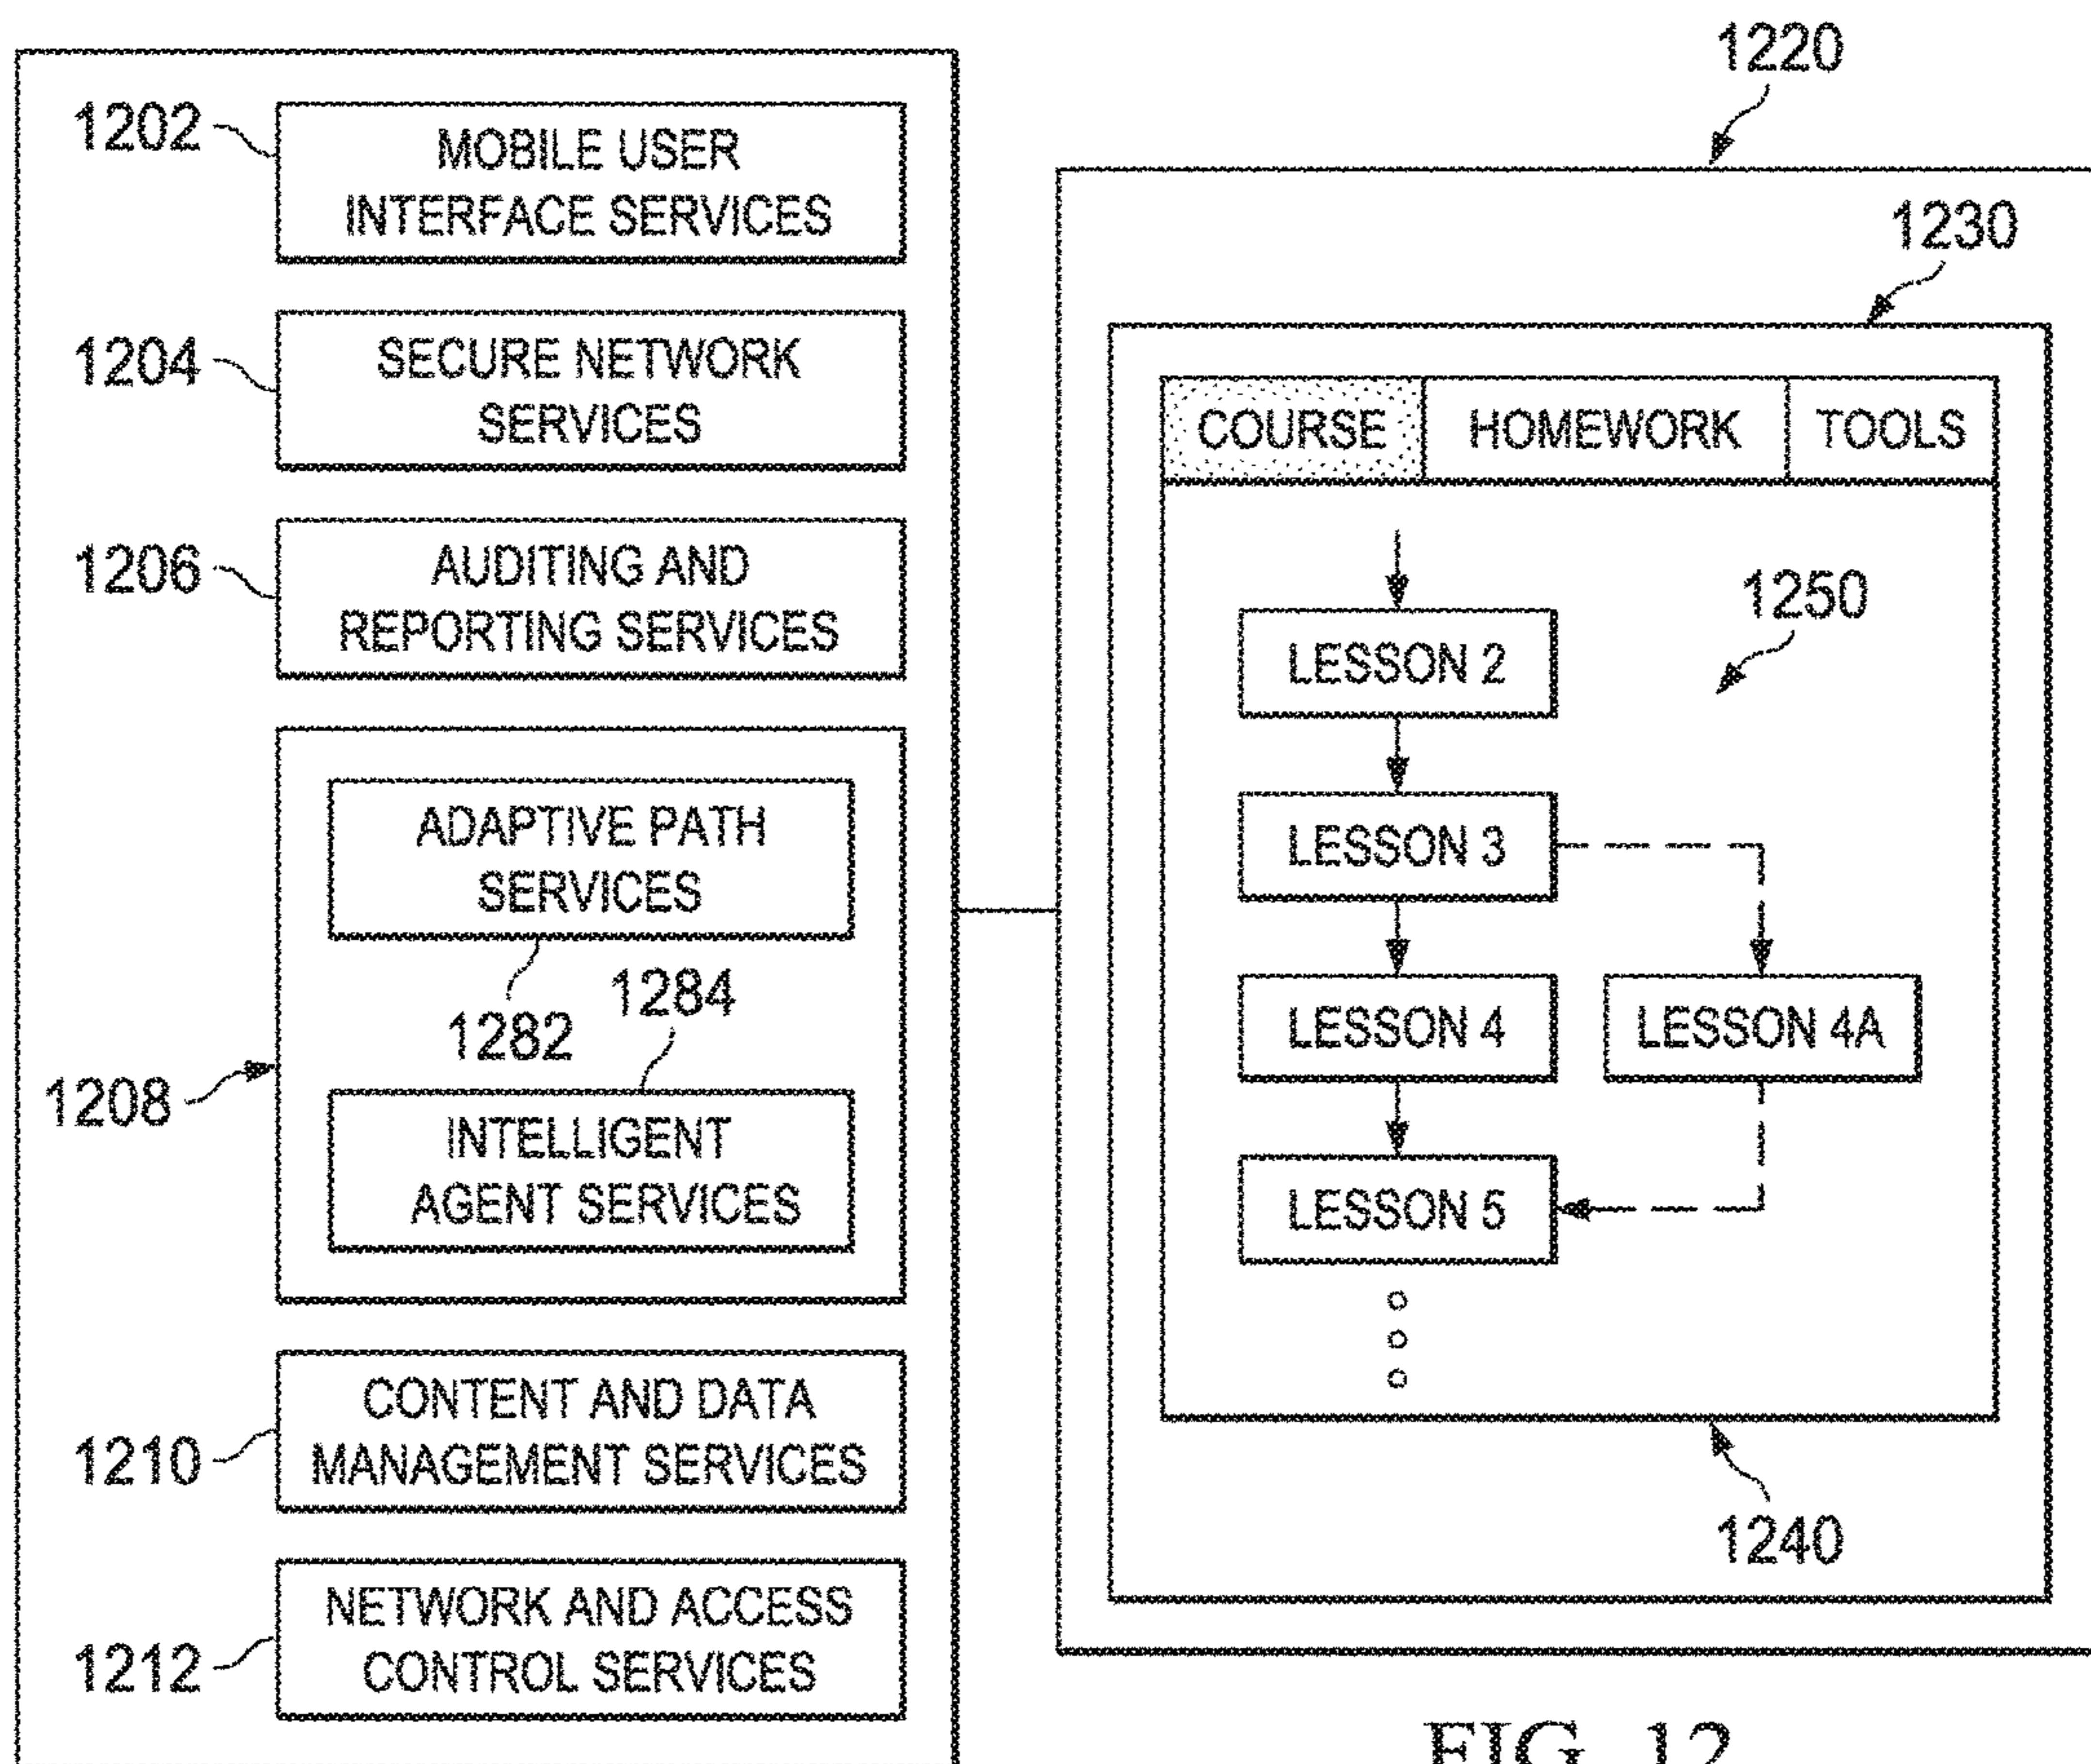 1202
MOBILE USER
INTERFACE SERVICES
1204
SECURE NETWORK
SERVICES
1206
AUDITING AND
REPORTING SERVICES
1208
ADAPTIVE PATH
SERVICES
1282
1284
INTELLIGENT
AGENT SERVICES
1210
CONTENT AND DATA
MANAGEMENT SERVICES
1212
NETWORK AND ACCESS
CONTROL SERVICES
1220
1230
COURSE HOMEWORK TOOLS
1250
LESSON 2
LESSON 3
LESSON 4 LESSON 4A
LESSON 5
1240
FIG. 12